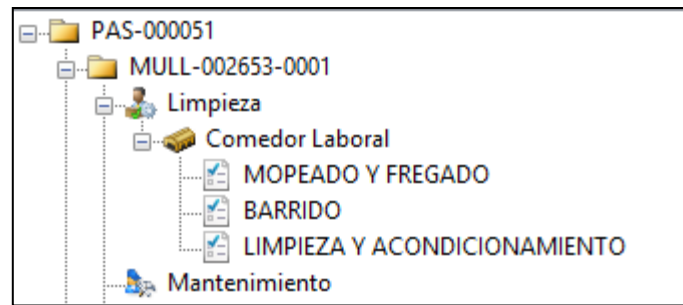 PAS-000051
MULL-002653-0001
Limpieza
Comedor Laboral
MOPEADO Y FREGADO
BARRIDO
LIMPIEZA Y ACONDICIONAMIENTO
Mantenimiento